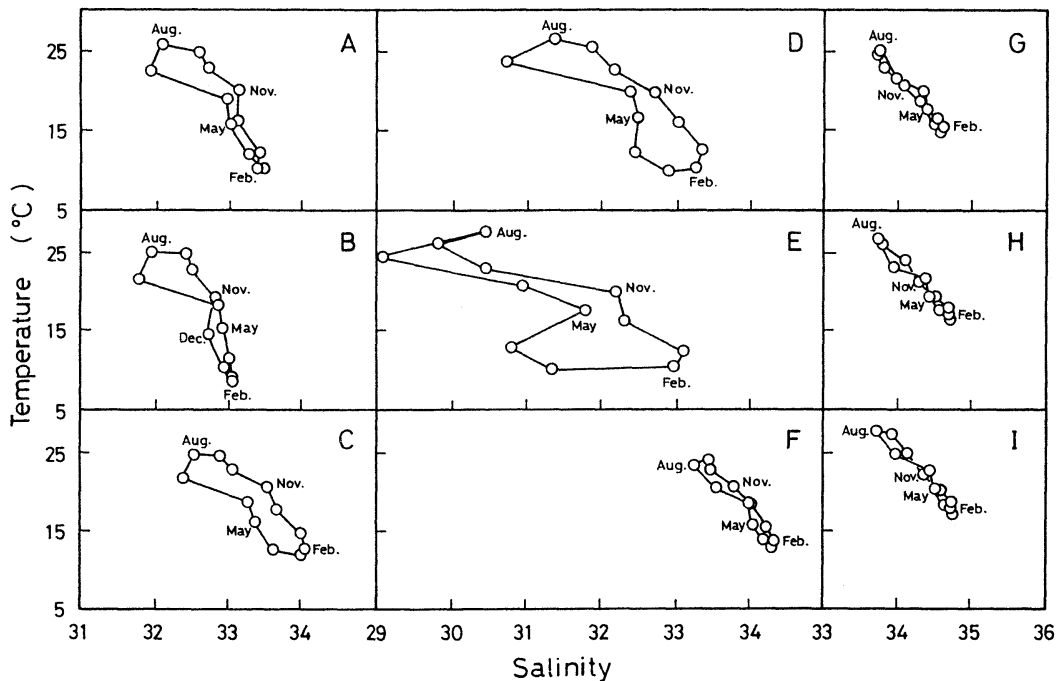 25
15
5
A
Aug.
Nov.
May
Feb.
D
Aug.
Nov.
May
Feb.
G
Aug.
Nov.
May
Feb.
25
15
5
B
Aug.
Nov.
Dec.
May
Feb.
E
Aug.
Nov.
May
Feb.
H
Aug.
Nov.
May
Feb.
25
15
5
C
Aug.
Nov.
May
Feb.
F
Aug.
Nov.
May
Feb.
I
Aug.
Nov.
May
Feb.
Temperature (°C)
31 32 33 29 30 31 32 33 34 35 36
Salinity